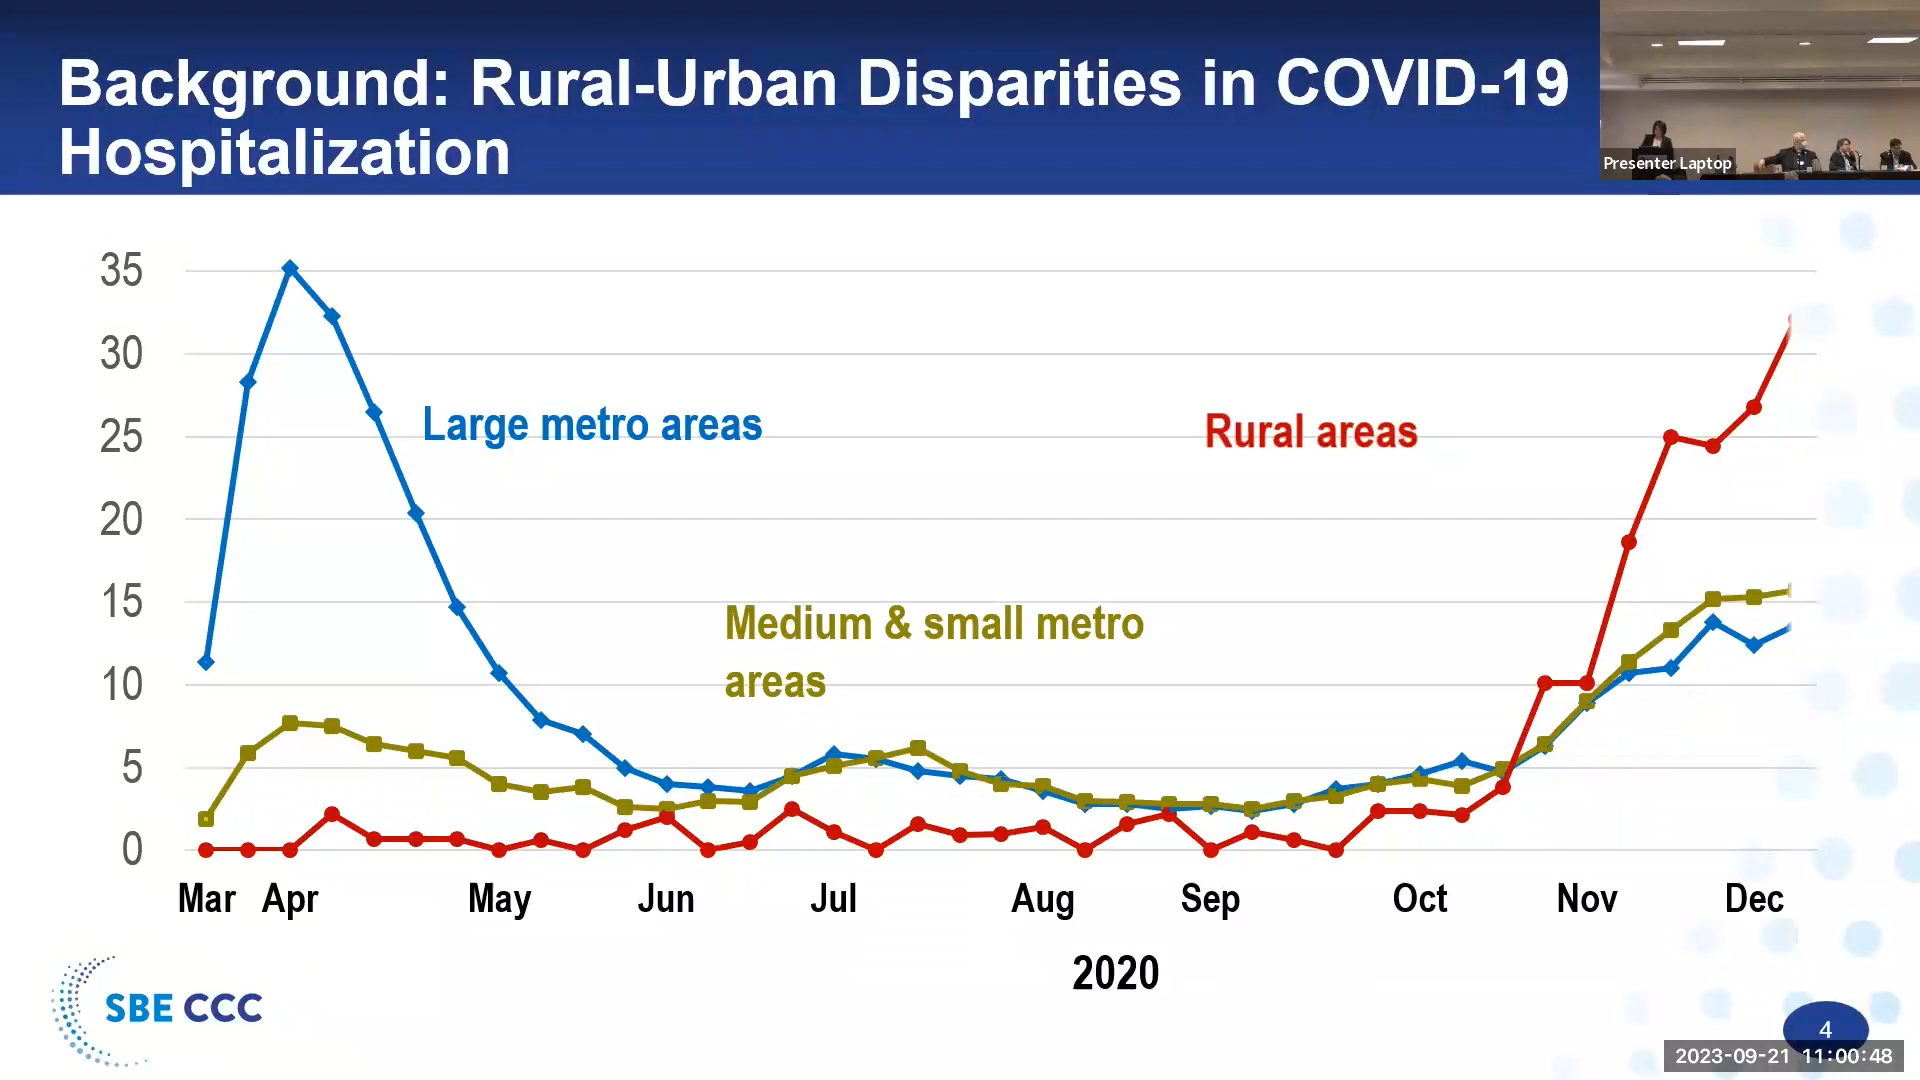 Background: Rural-Urban Disparities in COVID-19
Hospitalization
Presenter Laptop
35
30
25
20
15
10
5
0
Large metro areas
Rural areas
Medium & small metro
areas
Mar Apr May Jun Jul Aug Sep Oct Nov Dec
2020
SBE CCC
4
2023-09-21 11:00:48